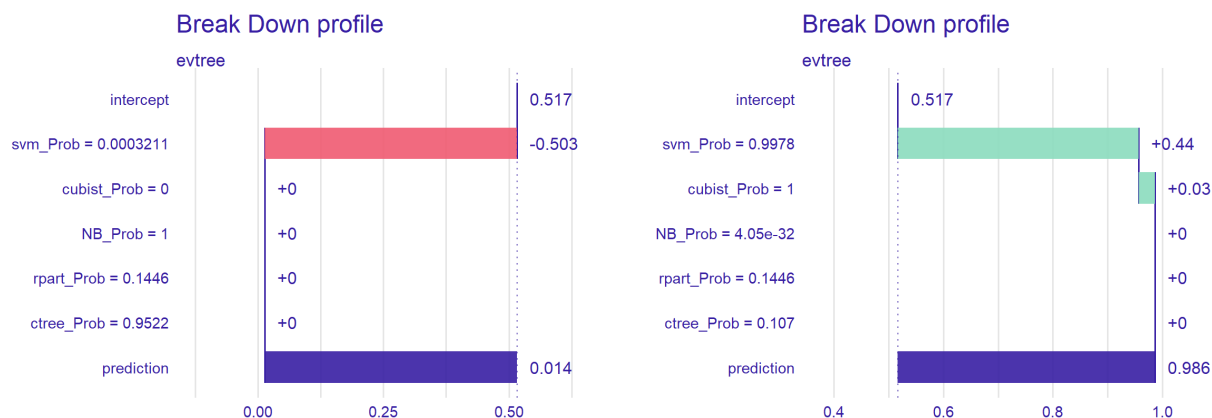 Break Down profile
evtree
intercept
0.517
svm_Prob = 0.0003211
-0.503
cubist_Prob = 0
+0
NB_Prob = 1
+0
rpart_Prob = 0.1446
+0
ctree_Prob = 0.9522
+0
prediction
0.014
0.00
0.25
0.50
Break Down profile
evtree
intercept
0.517
svm_Prob = 0.9978
+0.44
cubist_Prob = 1
+0.03
NB_Prob = 4.05e-32
+0
rpart_Prob = 0.1446
+0
ctree_Prob = 0.107
+0
prediction
0.986
0.4
0.6
0.8
1.0